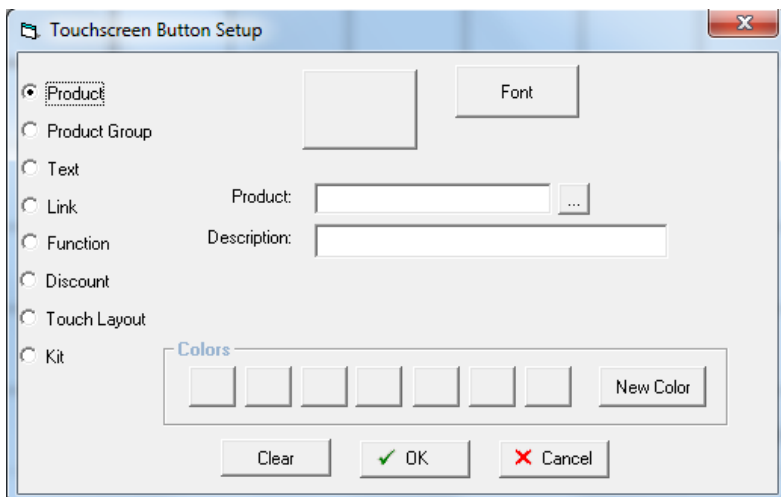 Touchscreen Button Setup
Product
Font
Product Group
Text
Product:
...
Link
Description:
Function
Discount
Touch Layout
Kit
Colors
New Color
Clear
OK
Cancel